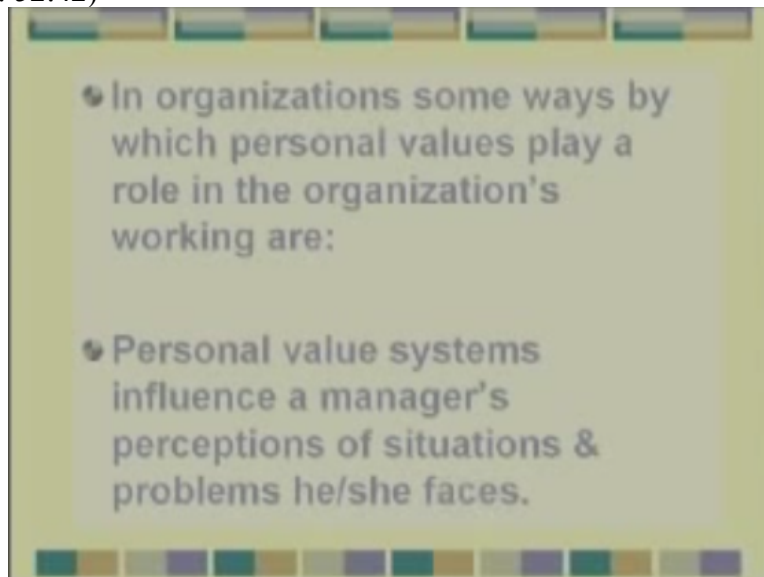 In organizations some ways by
which personal values play a
role in the organization's
working are:
Personal value systems
influence a manager's
perceptions of situations &
problems he/she faces.